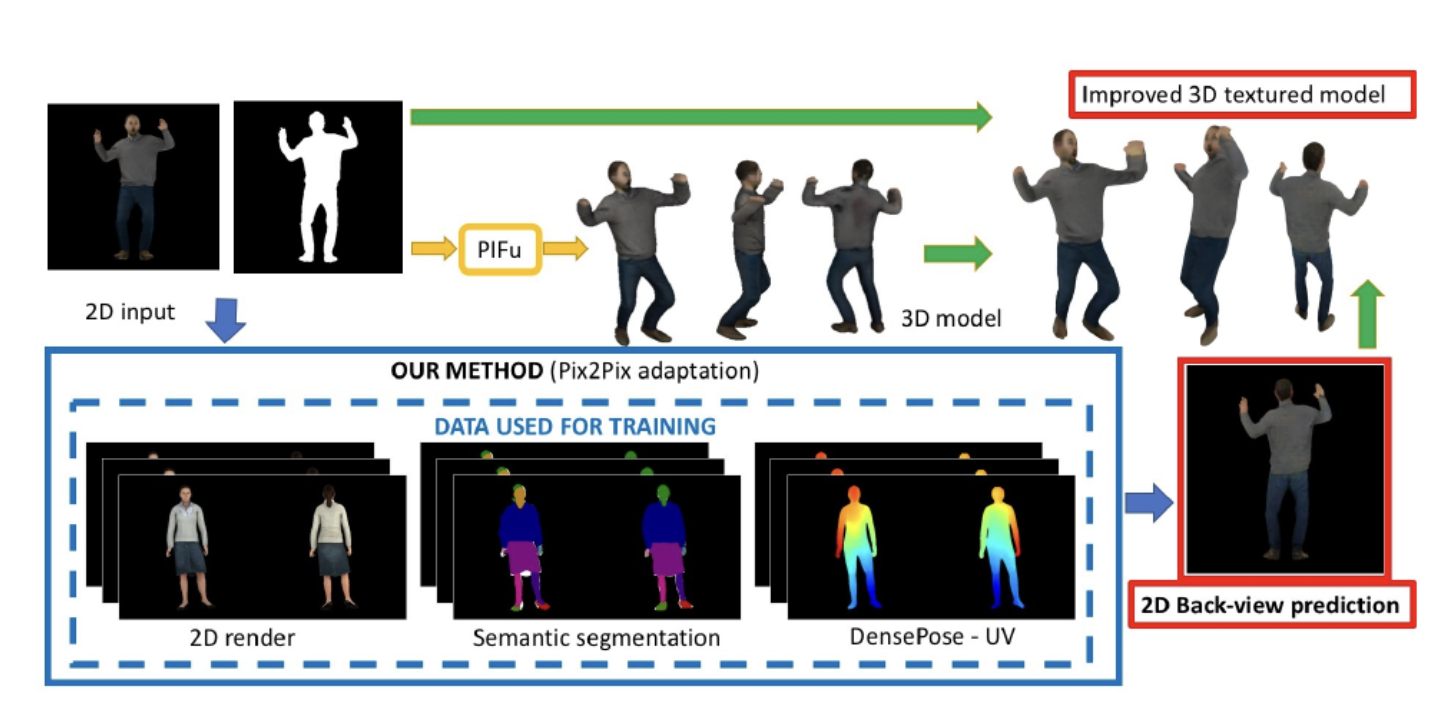 Improved 3D textured model
PIFu
2D input
3D model
OUR METHOD (Pix2Pix adaptation)
DATA USED FOR TRAINING
2D render
Semantic segmentation
DensePose - UV
2D Back-view prediction